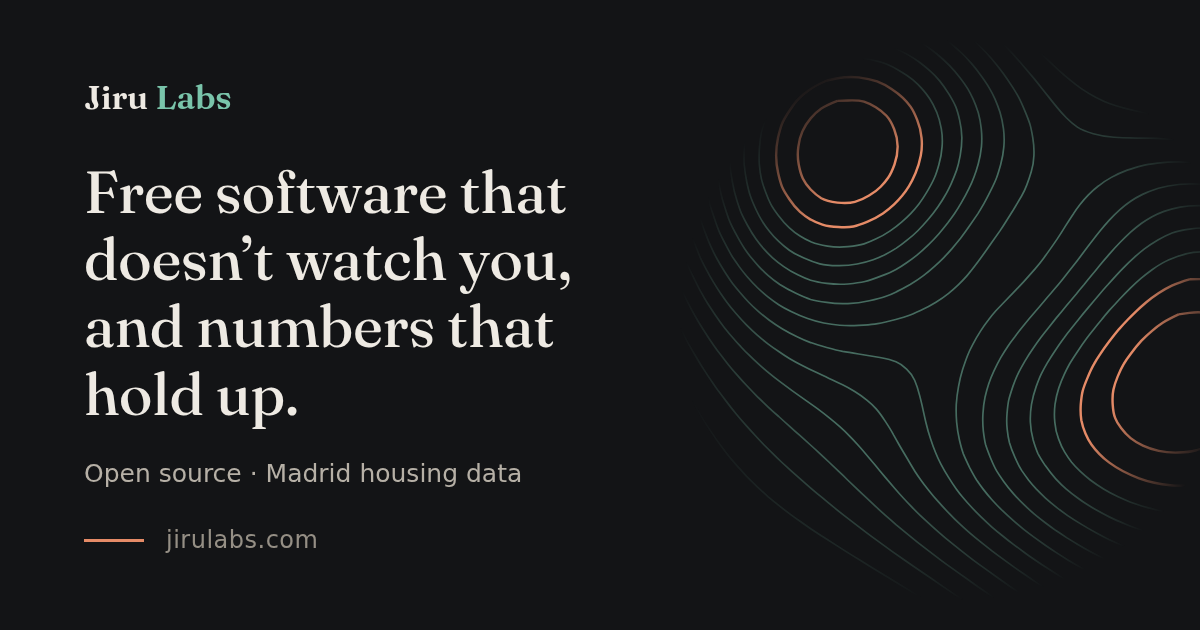 Jiru Labs
Free software that
doesn’t watch you,
and numbers that
hold up.
Open source · Madrid housing data
jirulabs.com